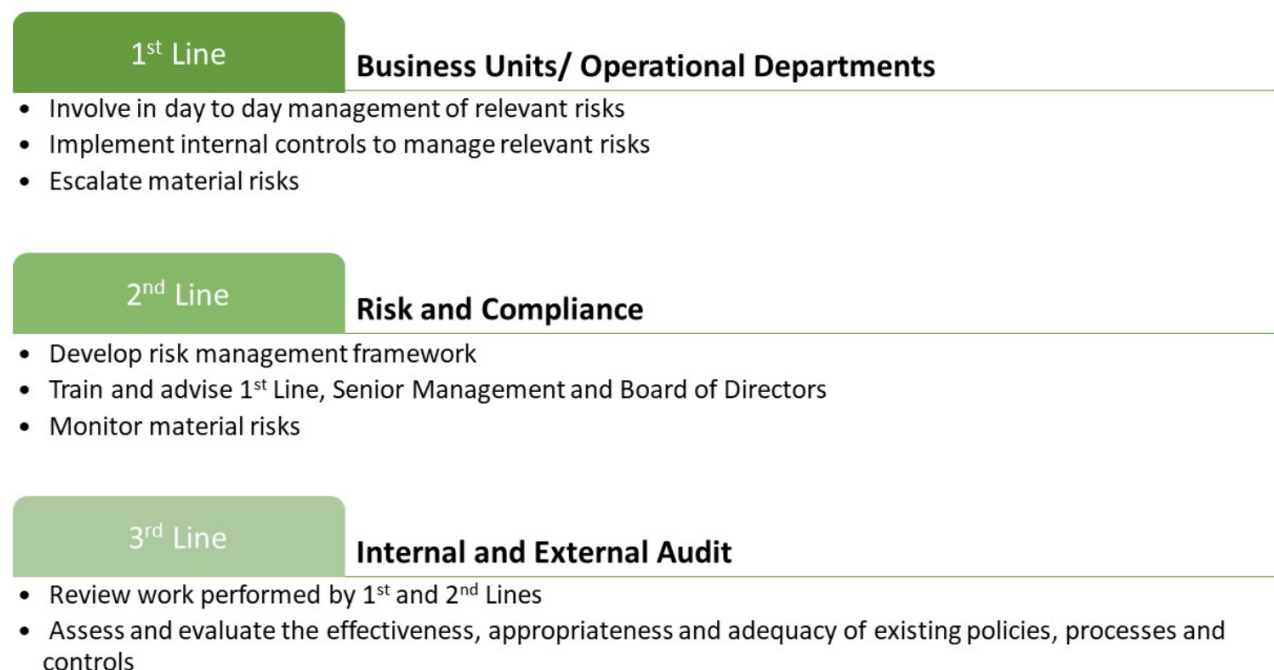 1st Line
Business Units/ Operational Departments
• Involve in day to day management of relevant risks
• Implement internal controls to manage relevant risks
• Escalate material risks
2nd Line
Risk and Compliance
• Develop risk management framework
• Train and advise 1st Line, Senior Management and Board of Directors
• Monitor material risks
3rd Line
Internal and External Audit
• Review work performed by 1st and 2nd Lines
• Assess and evaluate the effectiveness, appropriateness and adequacy of existing policies, processes and
controls